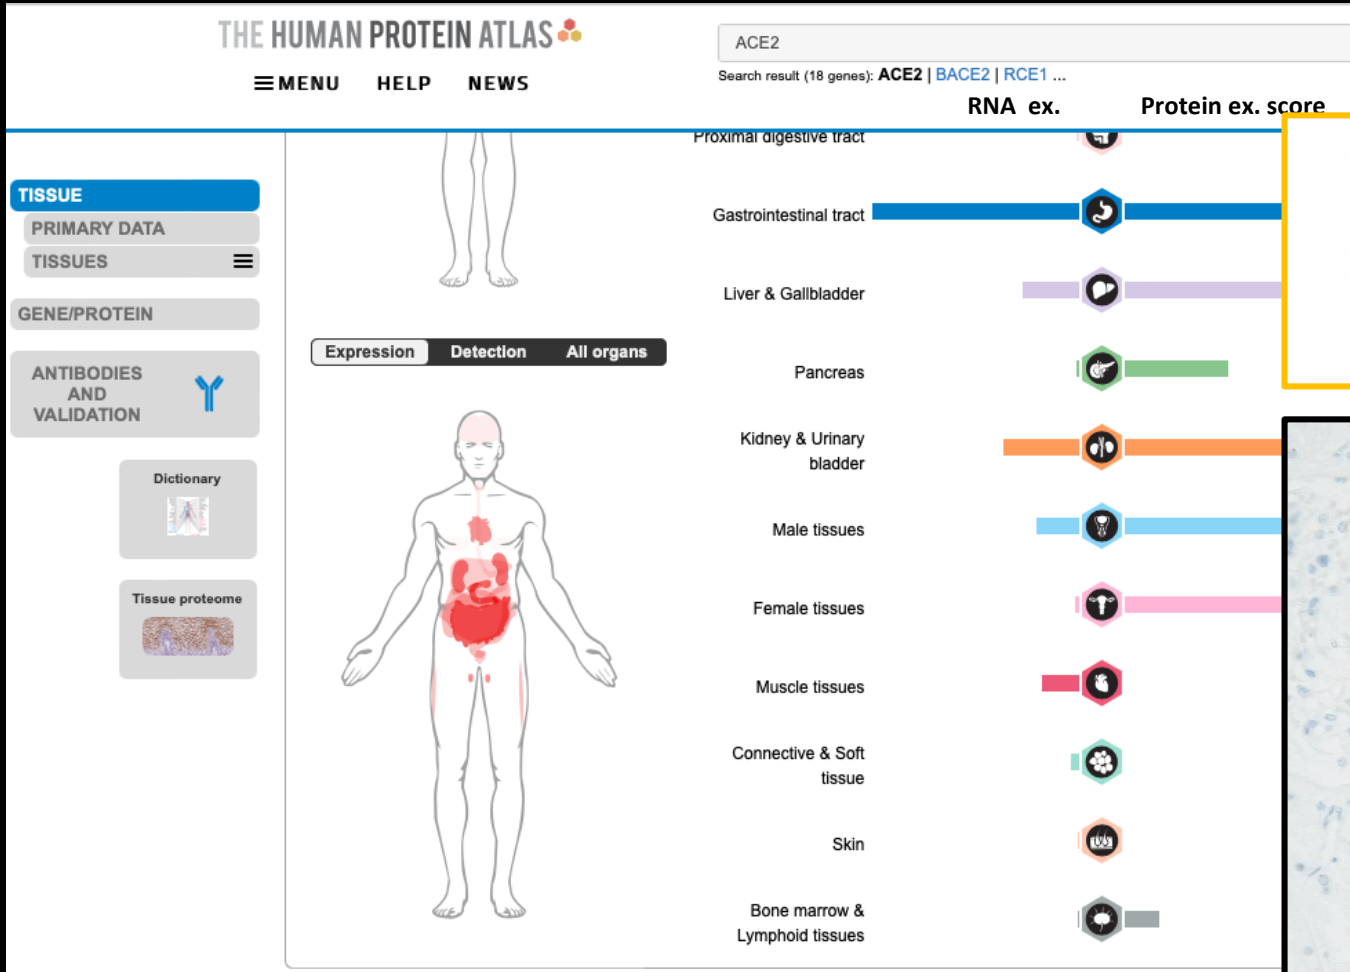 THE HUMAN PROTEIN ATLAS
ACE2
Search result (18 genes): ACE2 | BACE2 | RCE1 ...
MENU HELP NEWS
RNA ex. Protein ex. score
TISSUE
PRIMARY DATA
TISSUES
GENE/PROTEIN
ANTIBODIES
AND
VALIDATION
Dictionary
Tissue proteome
Expression Detection All organs
Proximal digestive tract
Gastrointestinal tract
Liver & Gallbladder
Pancreas
Kidney & Urinary
bladder
Male tissues
Female tissues
Muscle tissues
Connective & Soft
tissue
Skin
Bone marrow &
Lymphoid tissues